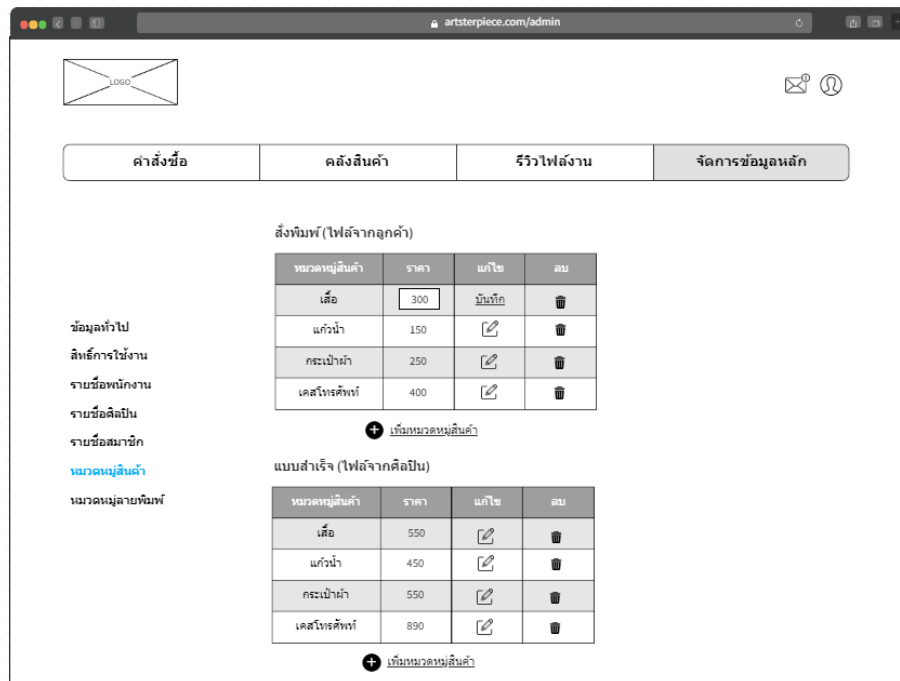 artsterpiece.com/admin
LOGO
คำสั่งซื้อ คลังสินค้า รีวิวไฟล์งาน จัดการข้อมูลหลัก
ข้อมูลทั่วไป
สิทธิ์การใช้งาน
รายชื่อพนักงาน
รายชื่อศิลปิน
รายชื่อสมาชิก
หมวดหมู่สินค้า
หมวดหมู่ลายพิมพ์
สั่งพิมพ์ (ไฟล์จากลูกค้า)
หมวดหมู่สินค้า ราคา แก้ไข ลบ
เสื้อ 300 บันทึก
แก้วน้ำ 150
กระเป๋าผ้า 250
เคสโทรศัพท์ 400
เพิ่มหมวดหมู่สินค้า
แบบสำเร็จ (ไฟล์จากศิลปิน)
หมวดหมู่สินค้า ราคา แก้ไข ลบ
เสื้อ 550
แก้วน้ำ 450
กระเป๋าผ้า 550
เคสโทรศัพท์ 890
เพิ่มหมวดหมู่สินค้า